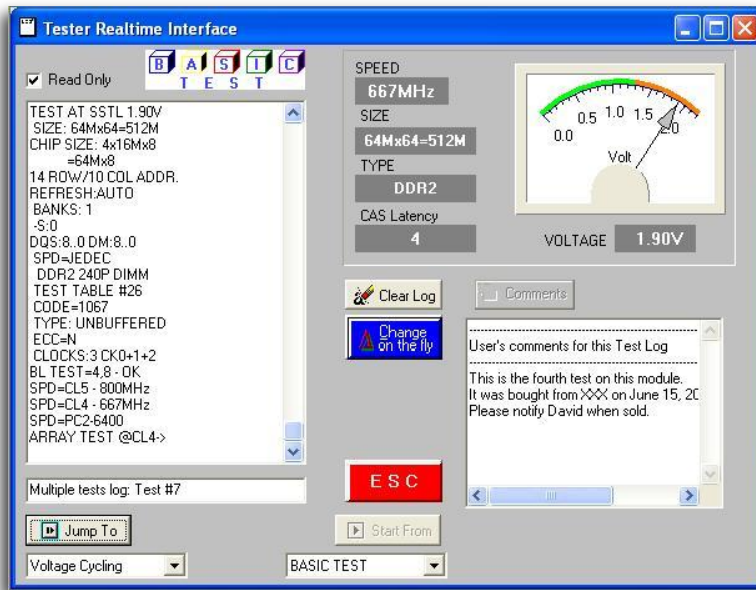 Tester Realtime Interface
Read Only
BASIC
TEST
TEST AT SSTL 1.90V
SIZE: 64Mx64=512M
CHIP SIZE: 4x16Mx8
=64Mx8
14 ROW/10 COL ADDR.
REFRESH:AUTO
BANKS: 1
-S:0
DQS:8..0 DM:8..0
SPD=JEDEC
DDR2 240P DIMM
TEST TABLE #26
CODE=1067
TYPE: UNBUFFERED
ECC=N
CLOCKS:3 CK0+1+2
BL TEST=4,8 - OK
SPD=CL5 - 800MHz
SPD=CL4 - 667MHz
SPD=PC2-6400
ARRAY TEST @CL4->
Multiple tests log: Test #7
Jump To
Voltage Cycling
SPEED
667MHz
SIZE
64Mx64=512M
TYPE
DDR2
CAS Latency
4
0.0 0.5 1.0 1.5 2.0
Volt
VOLTAGE 1.90V
Clear Log
Comments
Change
on the fly
User's comments for this Test Log
This is the fourth test on this module.
It was bought from XXX on June 15, 20
Please notify David when sold.
ESC
Start From
BASIC TEST